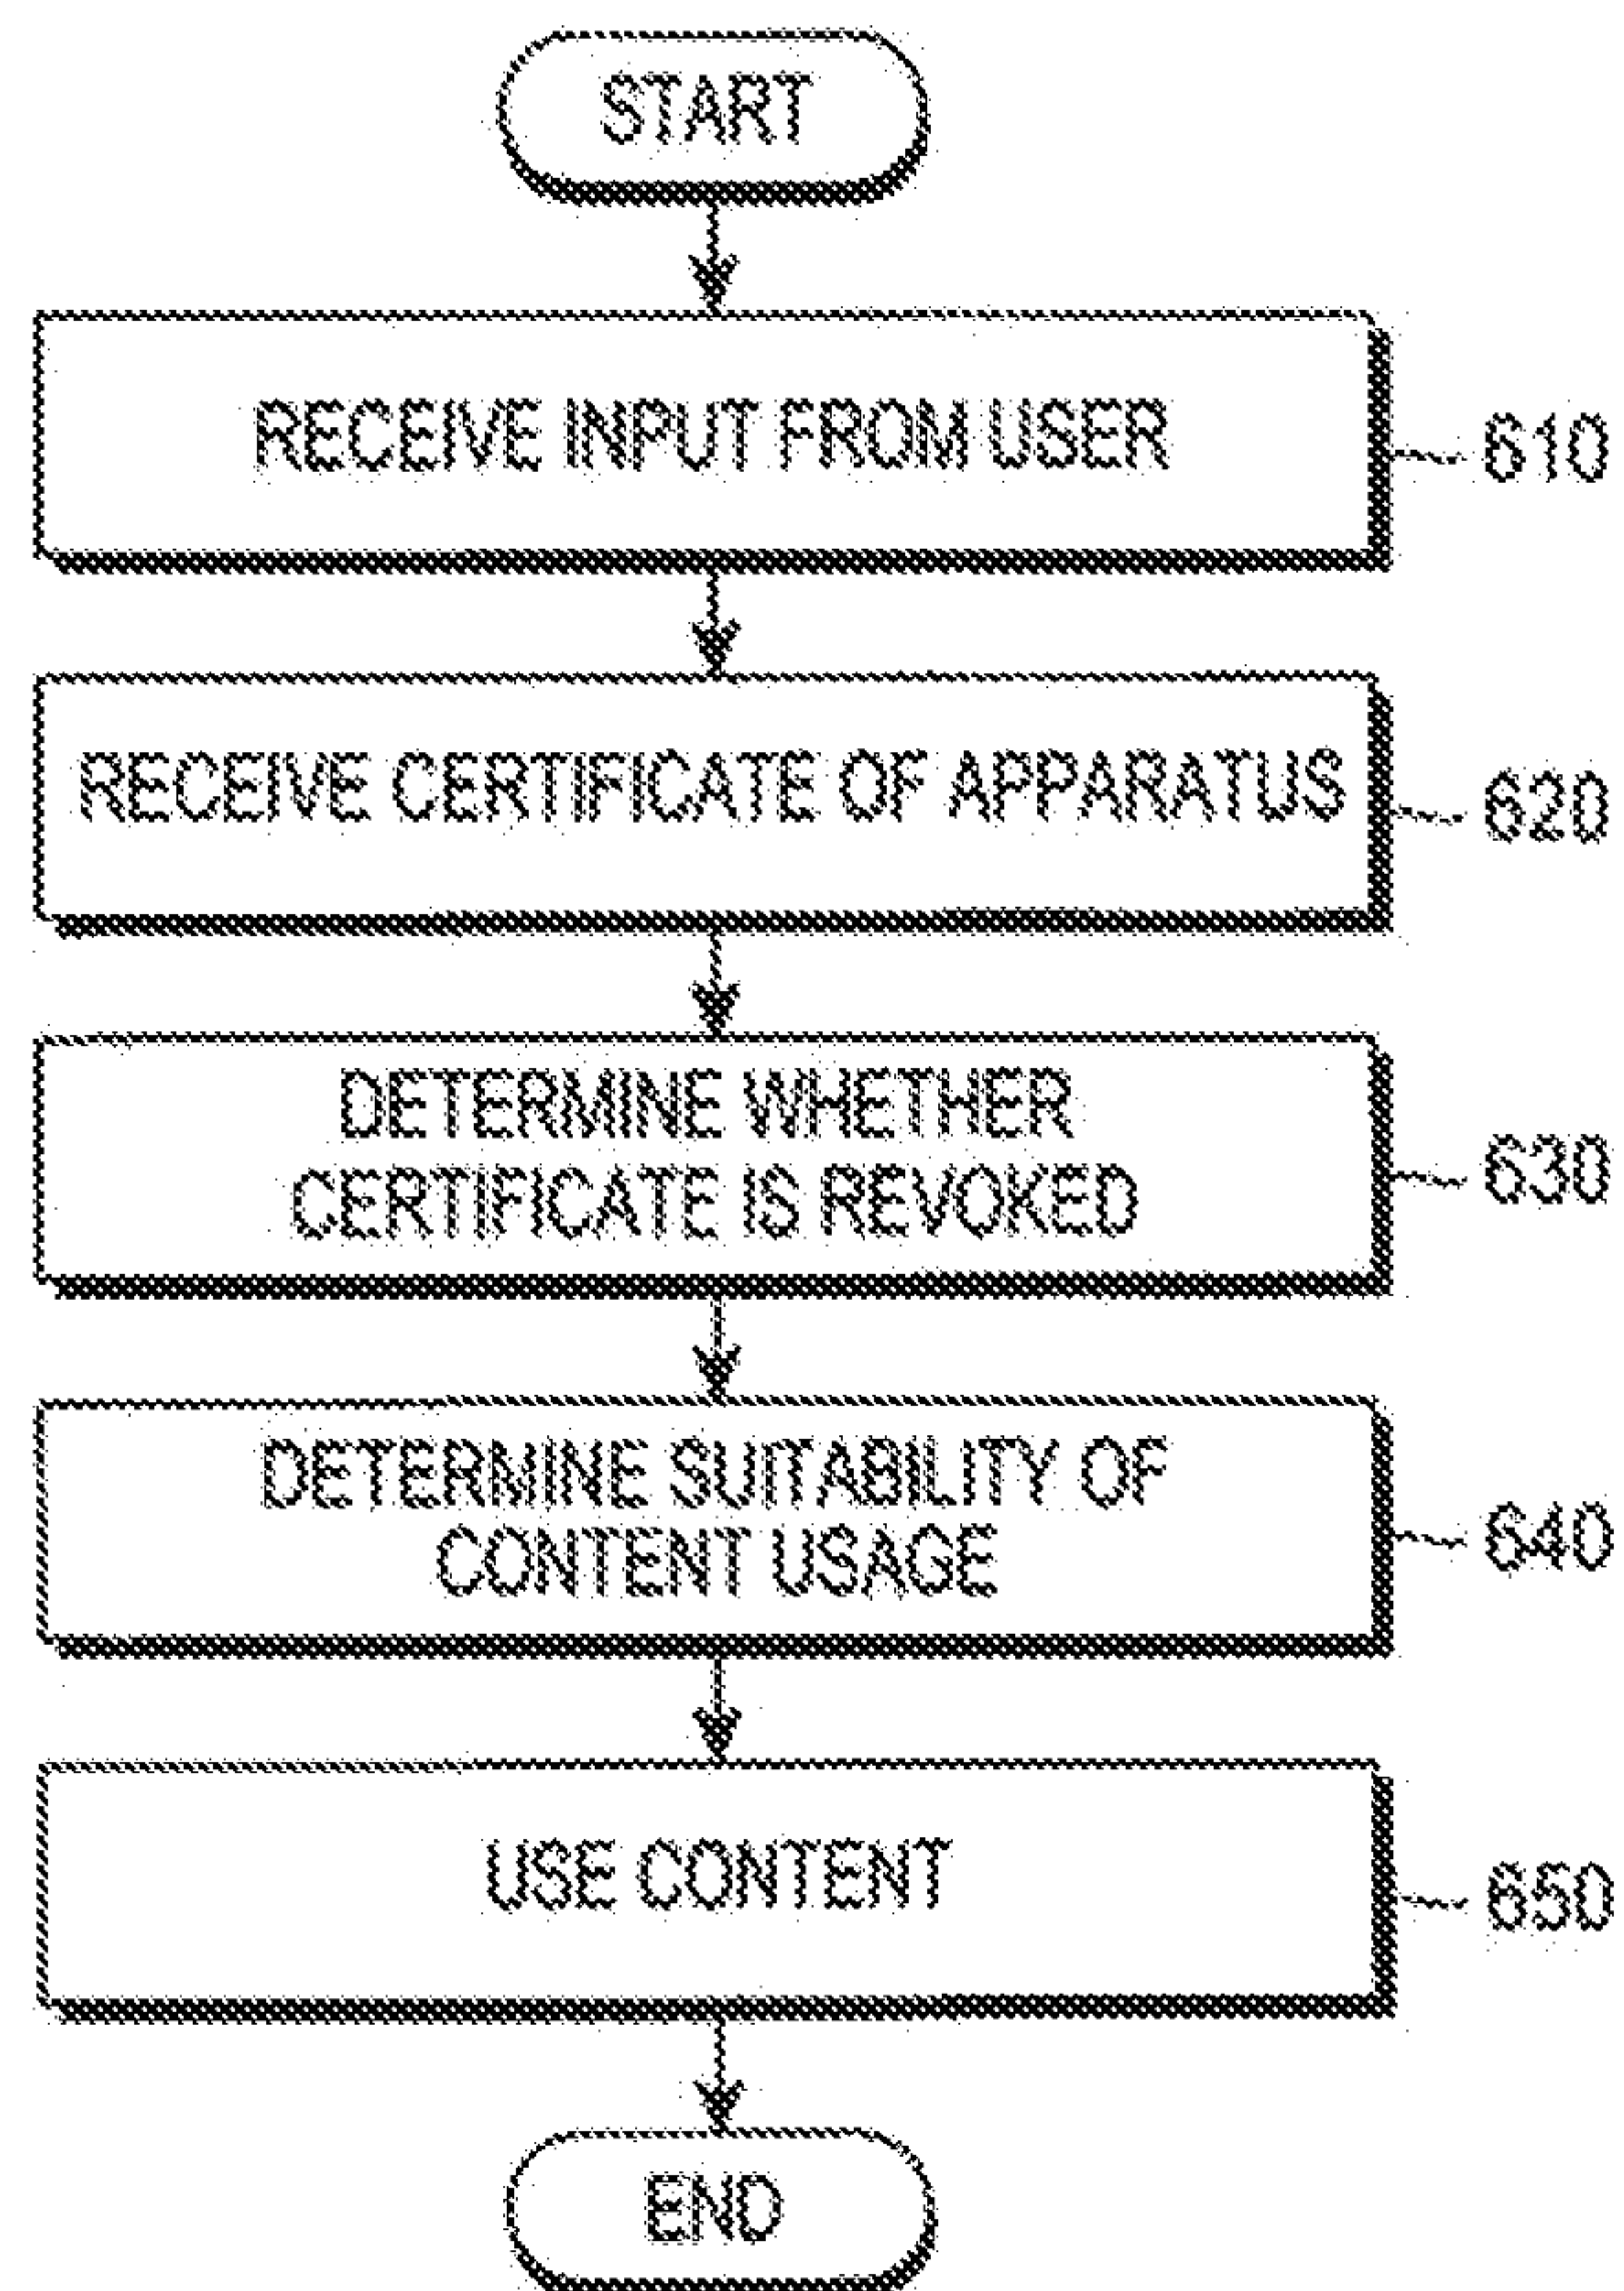 START
RECEIVE INPUT FROM USER
610
RECEIVE CERTIFICATE OF APPARATUS
620
DETERMINE WHETHER
CERTIFICATE IS REVOKED
630
DETERMINE SUITABILITY OF
CONTENT USAGE
640
USE CONTENT
650
END